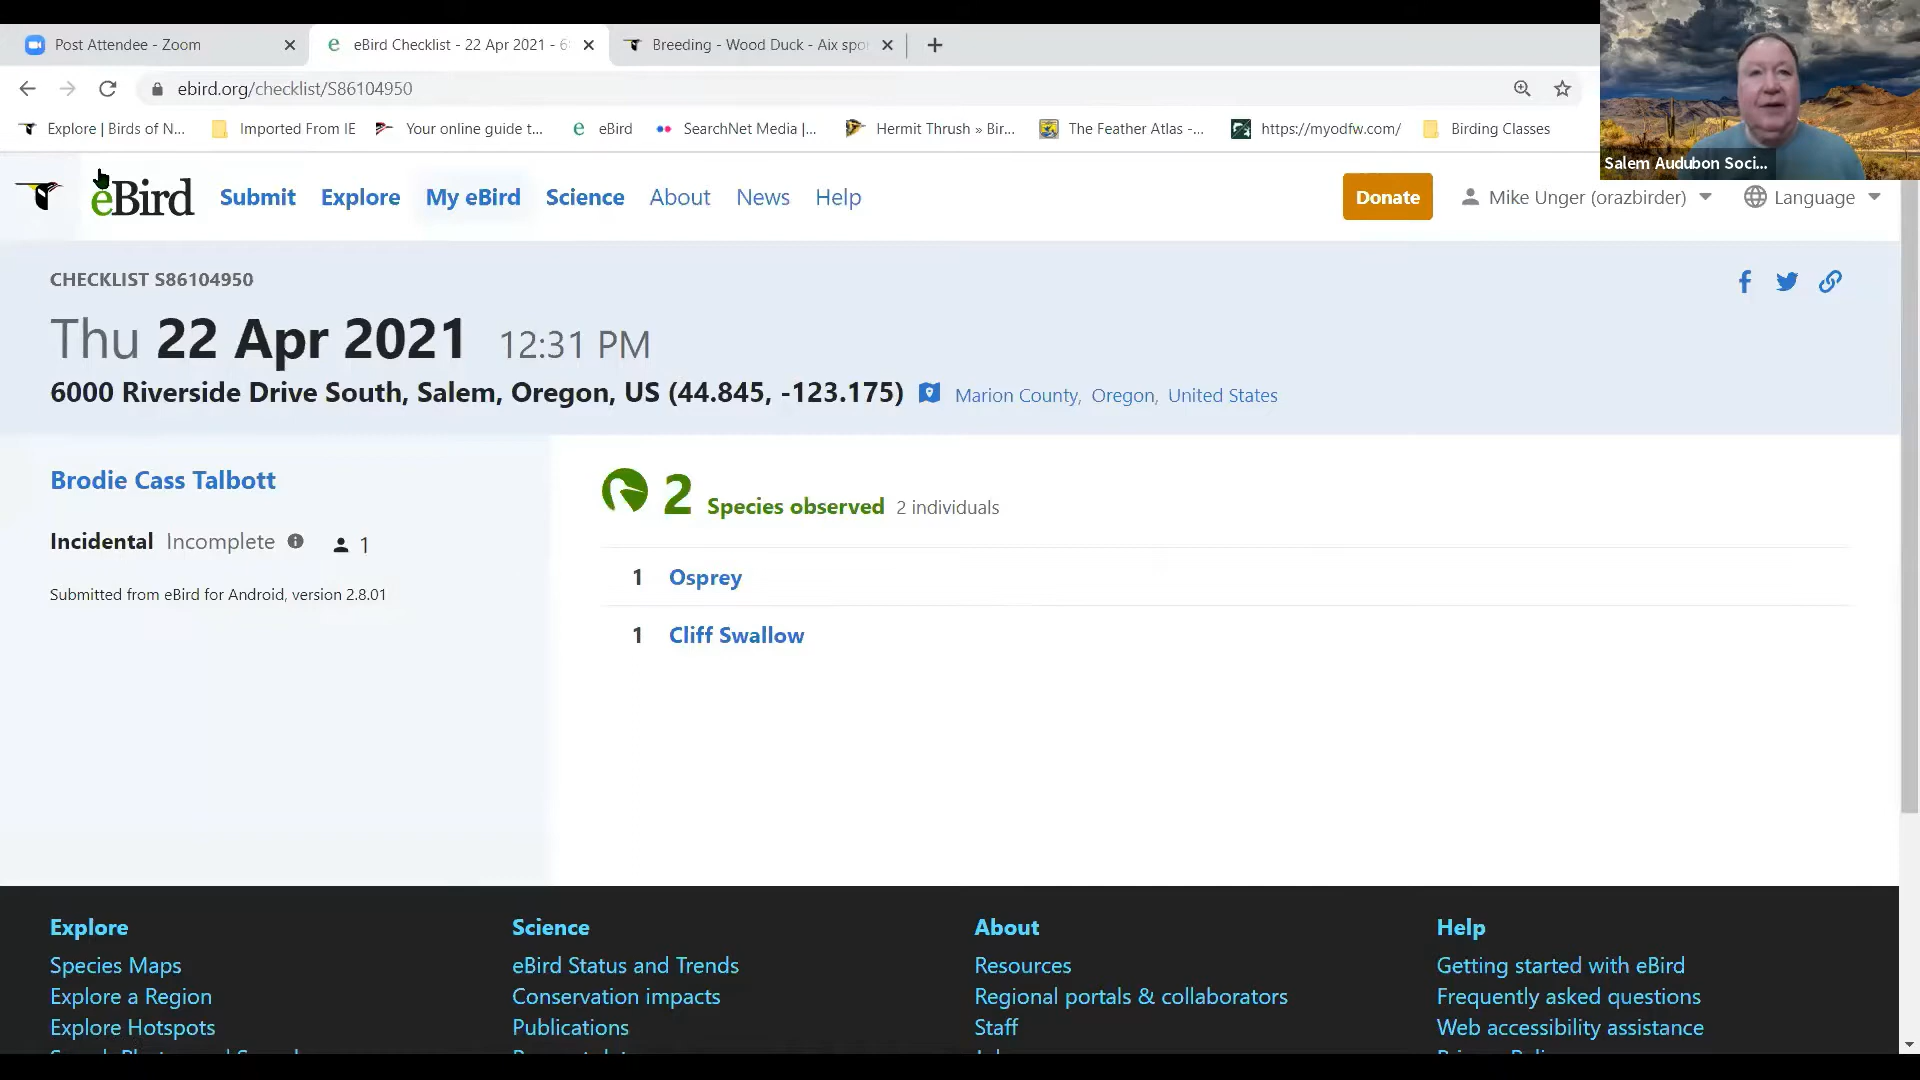 Post Attendee - Zoom
eBird Checklist - 22 Apr 2021 - 6
Breeding - Wood Duck - Aix spo
ebird.org/checklist/S86104950
Explore | Birds of N...
Imported From IE
Your online guide t...
eBird
SearchNet Media |...
Hermit Thrush » Bir...
The Feather Atlas -...
https://myodfw.com/
Birding Classes
Salem Audubon Soci...
eBird
Submit
Explore
My eBird
Science
About
News
Help
Donate
Mike Unger (orazbirder)
Language
CHECKLIST S86104950
Thu 22 Apr 2021 12:31 PM
6000 Riverside Drive South, Salem, Oregon, US (44.845, -123.175)
Marion County, Oregon, United States
Brodie Cass Talbott
Incidental Incomplete 1
Submitted from eBird for Android, version 2.8.01
2 Species observed 2 individuals
1 Osprey
1 Cliff Swallow
Explore
Species Maps
Explore a Region
Explore Hotspots
Science
eBird Status and Trends
Conservation impacts
Publications
About
Resources
Regional portals & collaborators
Staff
Help
Getting started with eBird
Frequently asked questions
Web accessibility assistance